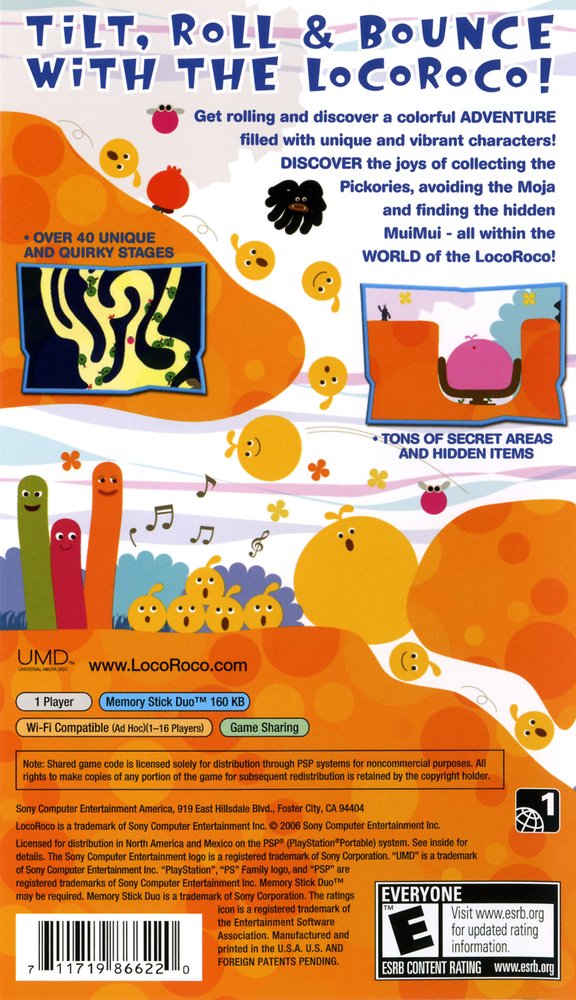 TiLT, RoLL & BoUNCE
WiTH THE LoCoRoCo!
Get rolling and discover a colorful ADVENTURE
filled with unique and vibrant characters!
DISCOVER the joys of collecting the
Pickories, avoiding the Moja
and finding the hidden
MuiMui - all within the
WORLD of the LocoRoco!
• OVER 40 UNIQUE
AND QUIRKY STAGES
• TONS OF SECRET AREAS
AND HIDDEN ITEMS
UMD™
UNIVERSAL MEDIA DISC
www.LocoRoco.com
1 Player
Memory Stick Duo™ 160 KB
Wi-Fi Compatible (Ad Hoc)(1–16 Players)
Game Sharing
Note: Shared game code is licensed solely for distribution through PSP systems for noncommercial purposes. All
rights to make copies of any portion of the game for subsequent redistribution is retained by the copyright holder.
Sony Computer Entertainment America, 919 East Hillsdale Blvd., Foster City, CA 94404
LocoRoco is a trademark of Sony Computer Entertainment Inc. © 2006 Sony Computer Entertainment Inc.
Licensed for distribution in North America and Mexico on the PSP® (PlayStation®Portable) system. See inside for
details. The Sony Computer Entertainment logo is a registered trademark of Sony Corporation. “UMD” is a trademark
of Sony Computer Entertainment Inc. “PlayStation”, “PS” Family logo, and “PSP” are
registered trademarks of Sony Computer Entertainment Inc. Memory Stick Duo™
may be required. Memory Stick Duo is a trademark of Sony Corporation. The ratings
icon is a registered trademark of
the Entertainment Software
Association. Manufactured and
printed in the U.S.A. U.S. AND
FOREIGN PATENTS PENDING.
1
EVERYONE
E
Visit www.esrb.org
for updated rating
information.
ESRB CONTENT RATING www.esrb.org
7 11719 86622 0